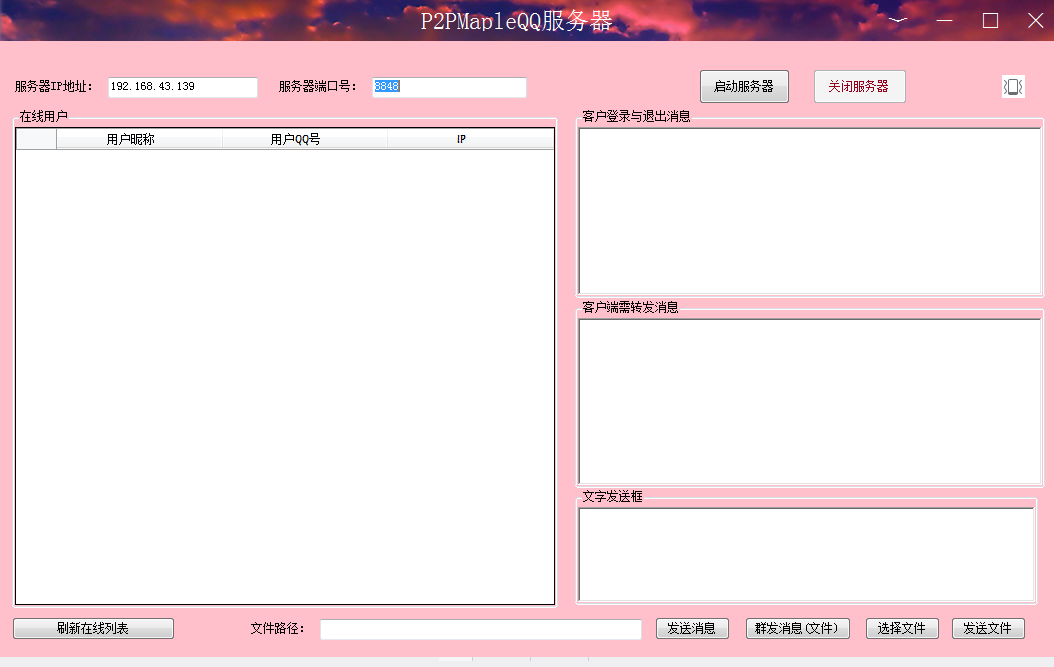 P2PMapleQQ服务器
服务器IP地址： 192.168.43.139 服务器端口号： 8848 启动服务器 关闭服务器
在线用户
用户昵称 用户QQ号 IP
客户登录与退出消息
客户端需转发消息
文字发送框
刷新在线列表 文件路径： 发送消息 群发消息(文件) 选择文件 发送文件